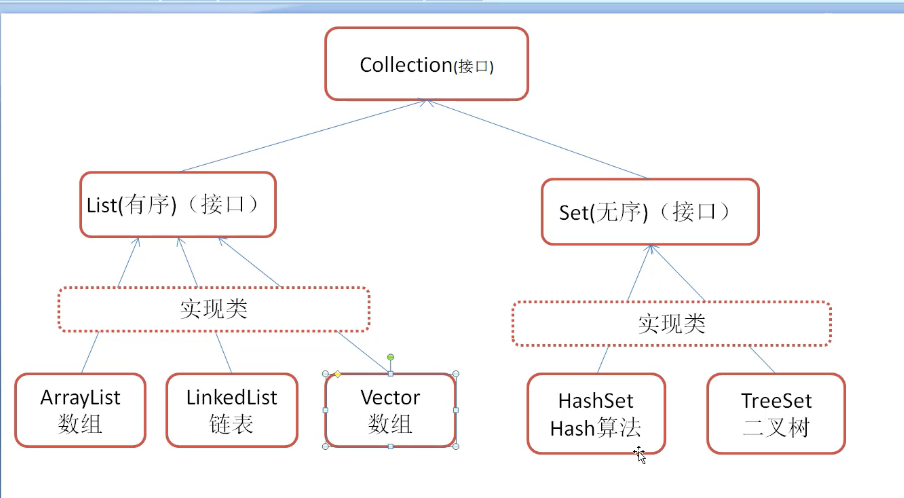 Collection(接口)
List(有序)（接口）
Set(无序)（接口）
实现类
实现类
ArrayList
数组
LinkedList
链表
Vector
数组
HashSet
Hash算法
TreeSet
二叉树